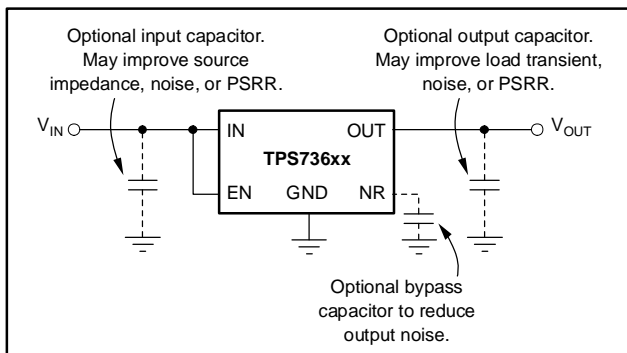 Optional input capacitor.
May improve source
impedance, noise, or PSRR.
Optional output capacitor.
May improve load transient,
noise, or PSRR.
VIN
IN
OUT
VOUT
TPS736xx
EN
GND
NR
Optional bypass
capacitor to reduce
output noise.